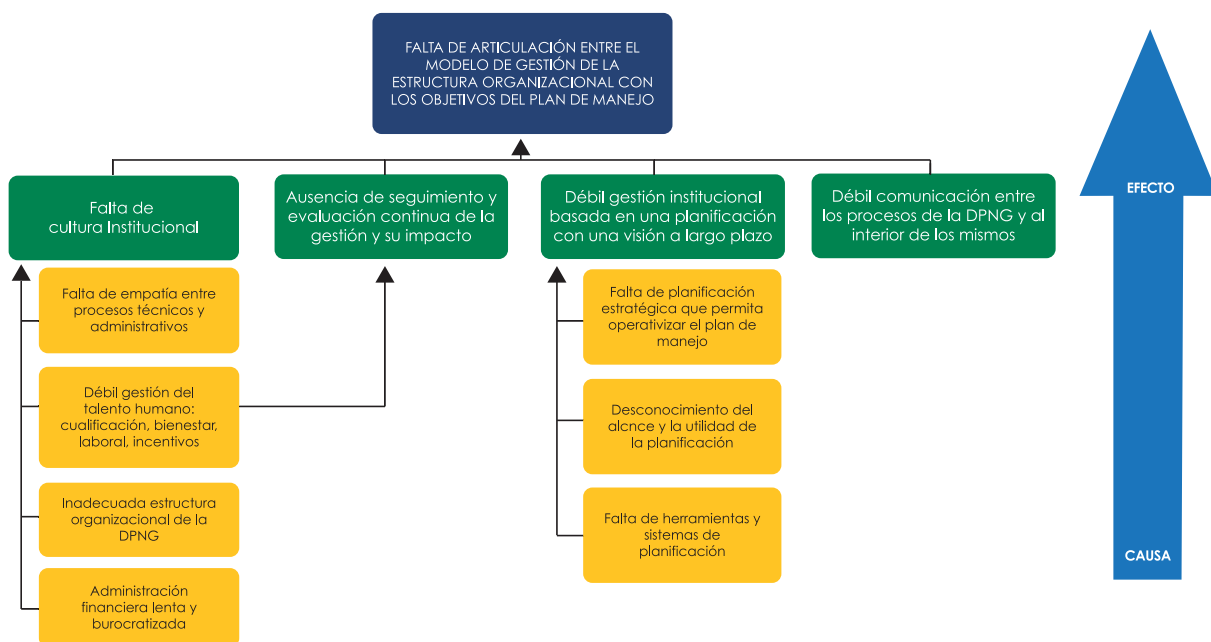 FALTA DE ARTICULACIÓN ENTRE EL
MODELO DE GESTIÓN DE LA
ESTRUCTURA ORGANIZACIONAL CON
LOS OBJETIVOS DEL PLAN DE MANEJO
EFECTO
Falta de
cultura Institucional
Ausencia de seguimiento y
evaluación continua de la
gestión y su impacto
Débil gestión institucional
basada en una planificación
con una visión a largo plazo
Débil comunicación entre
los procesos de la DPNG y al
interior de los mismos
Falta de empatía entre
procesos técnicos y
administrativos
Débil gestión del
talento humano:
cualificación, bienestar,
laboral, incentivos
Inadecuada estructura
organizacional de la
DPNG
Administración
financiera lenta y
burocratizada
Falta de planificación
estratégica que permita
operativizar el plan de
manejo
Desconocimiento del
alcnce y la utilidad de
la planificación
Falta de herramientas y
sistemas de
planificación
CAUSA